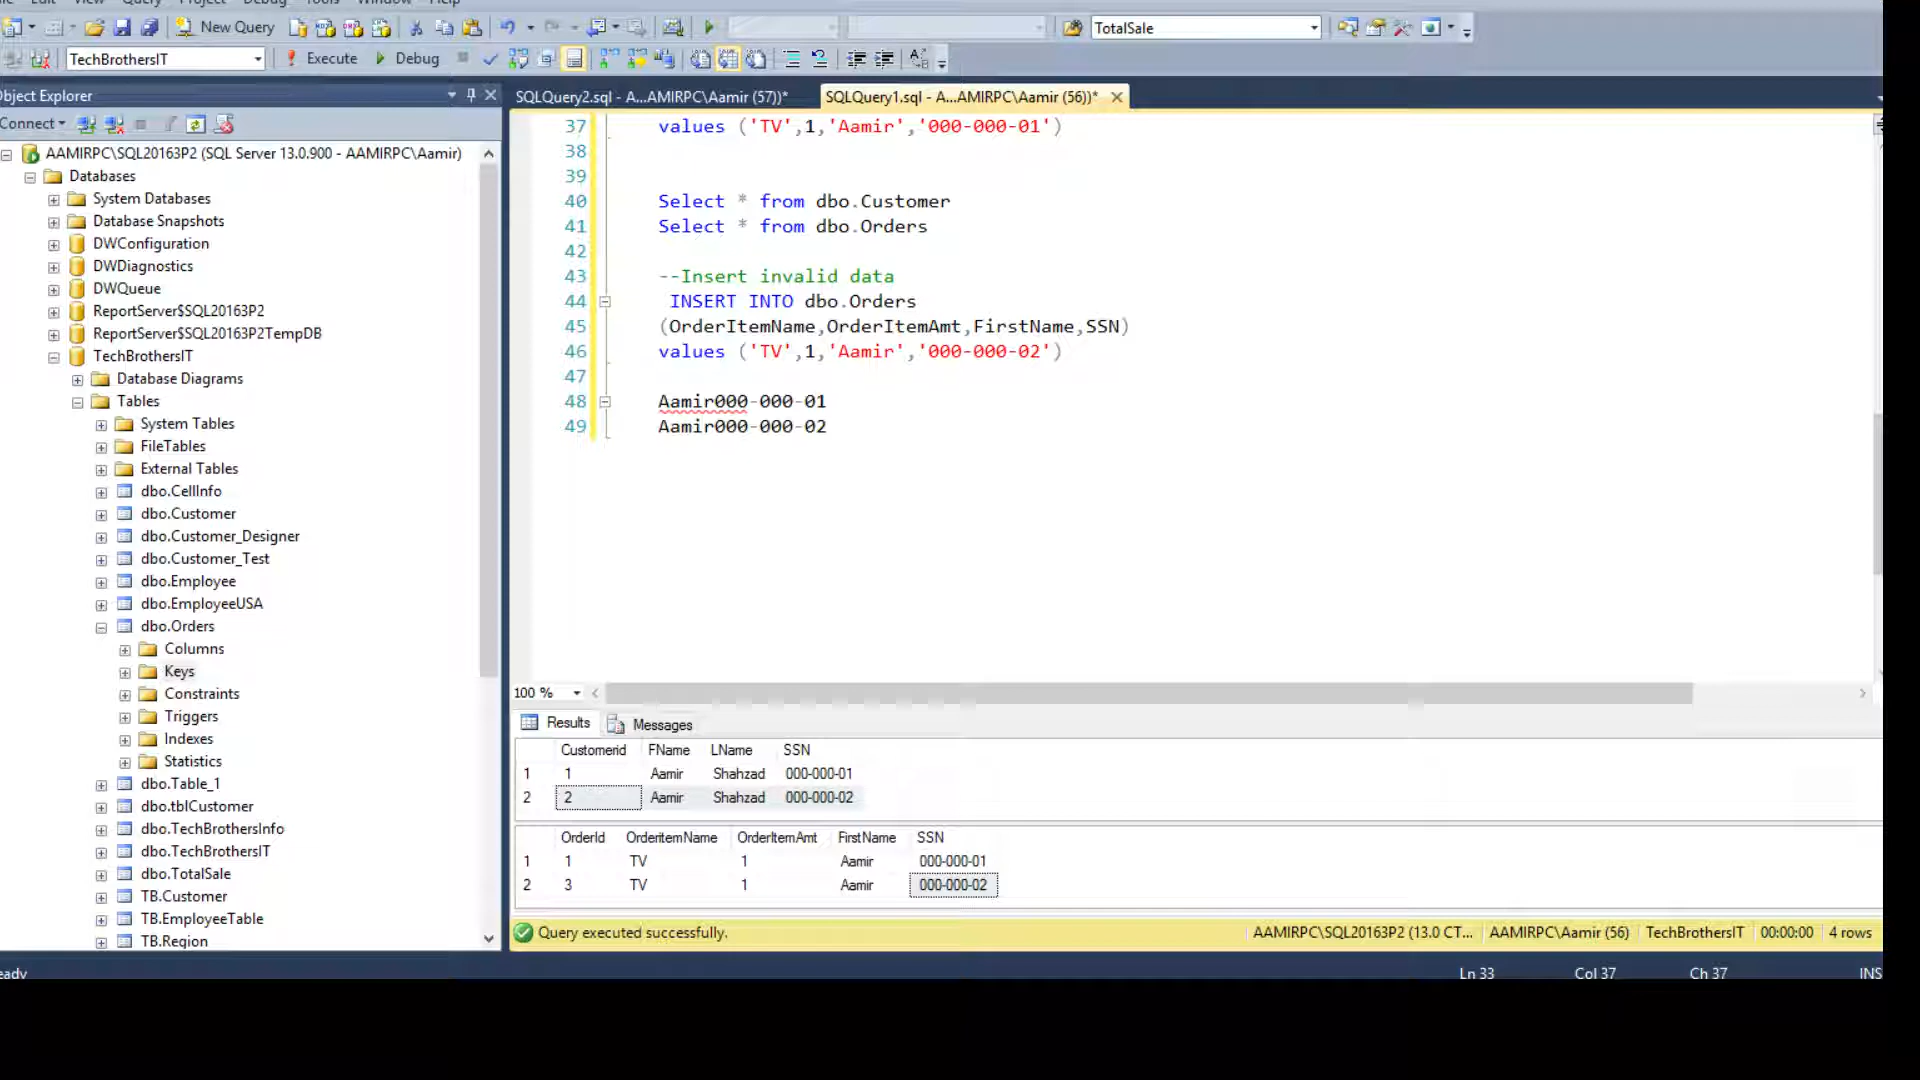 Edit View Query Project Debug Tools Window Help
New Query TotalSale
TechBrothersIT Execute Debug
Object Explorer
SQLQuery2.sql - A...AMIRPC\Aamir (57))* SQLQuery1.sql - A...AMIRPC\Aamir (56))*
Connect
AAMIRPC\SQL20163P2 (SQL Server 13.0.900 - AAMIRPC\Aamir)
Databases
System Databases
Database Snapshots
DWConfiguration
DWDiagnostics
DWQueue
ReportServer$SQL20163P2
ReportServer$SQL20163P2TempDB
TechBrothersIT
Database Diagrams
Tables
System Tables
FileTables
External Tables
dbo.CellInfo
dbo.Customer
dbo.Customer_Designer
dbo.Customer_Test
dbo.Employee
dbo.EmployeeUSA
dbo.Orders
Columns
Keys
Constraints
Triggers
Indexes
Statistics
dbo.Table_1
dbo.tblCustomer
dbo.TechBrothersInfo
dbo.TechBrothersIT
dbo.TotalSale
TB.Customer
TB.EmployeeTable
TB.Region
37 values ('TV',1,'Aamir','000-000-01')
38
39
40 Select * from dbo.Customer
41 Select * from dbo.Orders
42
43 --Insert invalid data
44 INSERT INTO dbo.Orders
45 (OrderItemName,OrderItemAmt,FirstName,SSN)
46 values ('TV',1,'Aamir','000-000-02')
47
48 Aamir000-000-01
49 Aamir000-000-02
100 %
Results Messages
Customerid FName LName SSN
1 1 Aamir Shahzad 000-000-01
2 2 Aamir Shahzad 000-000-02
OrderId OrderitemName OrderItemAmt FirstName SSN
1 1 TV 1 Aamir 000-000-01
2 3 TV 1 Aamir 000-000-02
Query executed successfully. AAMIRPC\SQL20163P2 (13.0 CT... AAMIRPC\Aamir (56) TechBrothersIT 00:00:00 4 rows
eady Ln 33 Col 37 Ch 37 INS